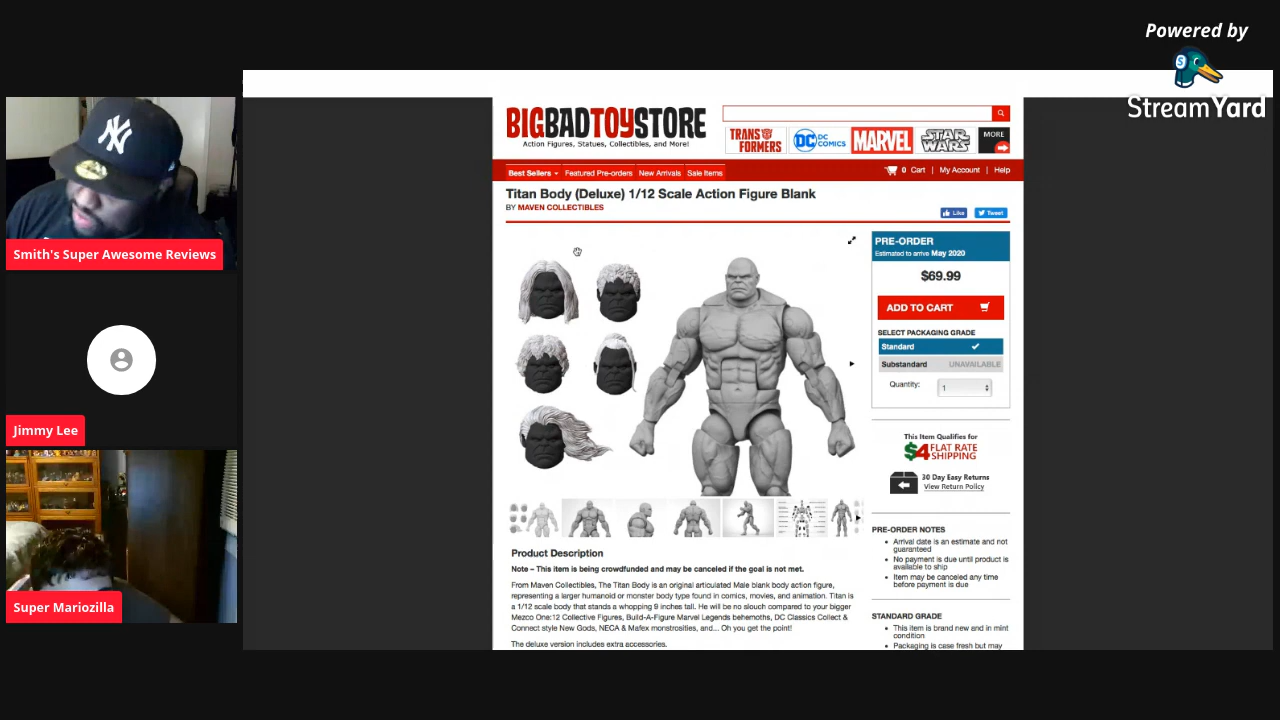 Powered by
StreamYard
NY
Smith's Super Awesome Reviews
Jimmy Lee
Super Mariozilla
BIGBADTOYSTORE
Action Figures, Statues, Collectibles, and More!
TRANSFORMERS
DC COMICS
MARVEL
STAR WARS
MORE
Best Sellers
Featured Pre-orders
New Arrivals
Sale Items
0 Cart | My Account | Help
Titan Body (Deluxe) 1/12 Scale Action Figure Blank
BY MAVEN COLLECTIBLES
Like
Tweet
PRE-ORDER
Estimated to arrive May 2020
$69.99
ADD TO CART
SELECT PACKAGING GRADE
Standard
Substandard UNAVAILABLE
Quantity: 1
This Item Qualifies for
$4 FLAT RATE SHIPPING
30 Day Easy Returns
View Return Policy
PRE-ORDER NOTES
Arrival date is an estimate and not
guaranteed
No payment is due until product is
available to ship
Item may be canceled any time
before payment is due
STANDARD GRADE
This item is brand new and in mint
condition
Packaging is case fresh but may
Product Description
Note – This item is being crowdfunded and may be canceled if the goal is not met.
From Maven Collectibles, The Titan Body is an original articulated Male blank body action figure,
representing a larger humanoid or monster body type found in comics, movies, and animation. Titan is
a 1/12 scale body that stands a whopping 9 inches tall. He will be no slouch compared to your bigger
Mezco One:12 Collective Figures, Build-A-Figure Marvel Legends behemoths, DC Classics Collect &
Connect style New Gods, NECA & Mafex monstrosities, and... Oh you get the point!
The deluxe version includes extra accessories.